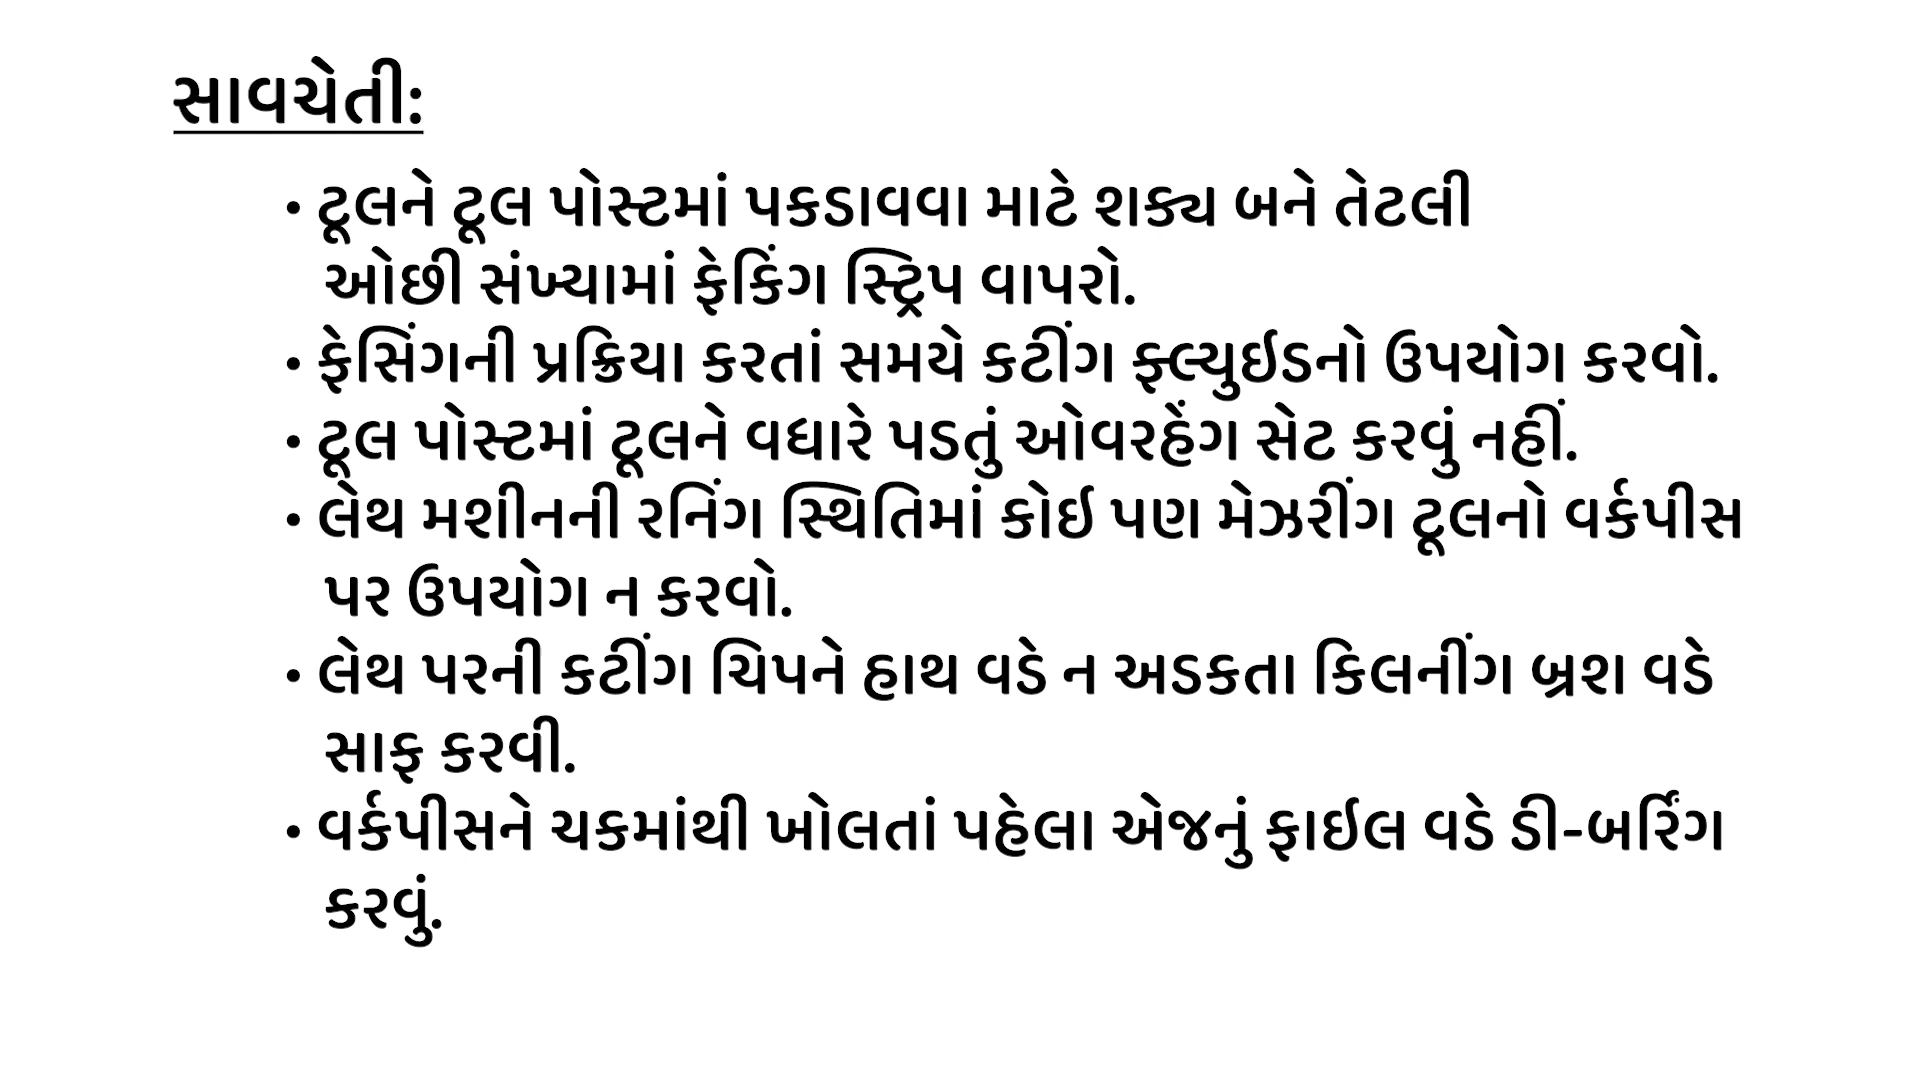 સાવચેતી:
• ટૂલને ટૂલ પોસ્ટમાં પકડાવવા માટે શક્ય બને તેટલી
ઓછી સંખ્યામાં ફેકિંગ સ્ટ્રિપ વાપરો.
• ફેસિંગની પ્રક્રિયા કરતાં સમયે કટીંગ ફ્લ્યુઇડનો ઉપયોગ કરવો.
• ટૂલ પોસ્ટમાં ટૂલને વધારે પડતું ઓવરહેંગ સેટ કરવું નહીં.
• લેથ મશીનની રનિંગ સ્થિતિમાં કોઇ પણ મેઝરીંગ ટૂલનો વર્કપીસ
પર ઉપયોગ ન કરવો.
• લેથ પરની કટીંગ ચિપને હાથ વડે ન અડકતા કિલનીંગ બ્રશ વડે
સાફ કરવી.
• વર્કપીસને ચકમાંથી ખોલતાં પહેલા એજનું ફાઇલ વડે ડી-બર્રિંગ
કરવું.